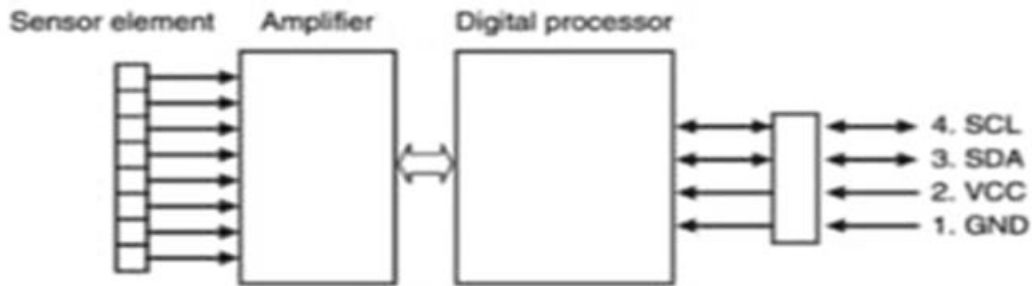 Sensor element
Amplifier
Digital processor
4. SCL
3. SDA
2. VCC
1. GND